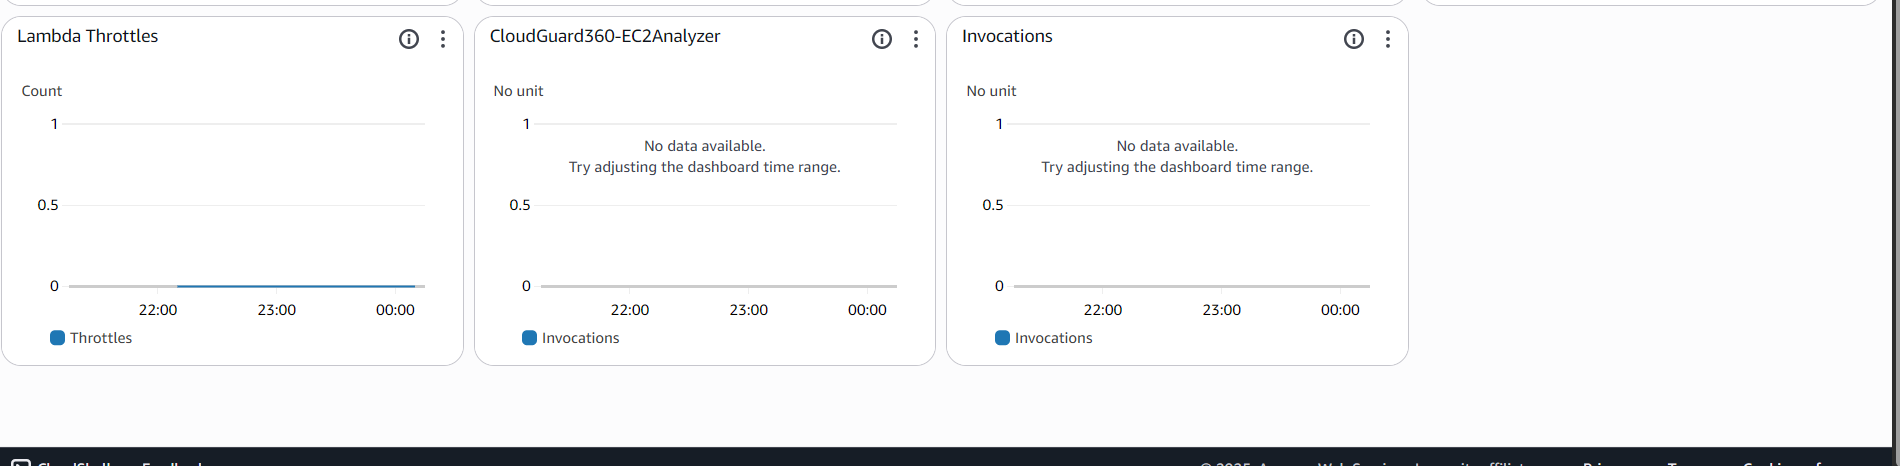 Lambda Throttles
Count
1
0.5
0
22:00 23:00 00:00
Throttles
CloudGuard360-EC2Analyzer
No unit
1
No data available.
Try adjusting the dashboard time range.
0.5
0
22:00 23:00 00:00
Invocations
Invocations
No unit
1
No data available.
Try adjusting the dashboard time range.
0.5
0
22:00 23:00 00:00
Invocations